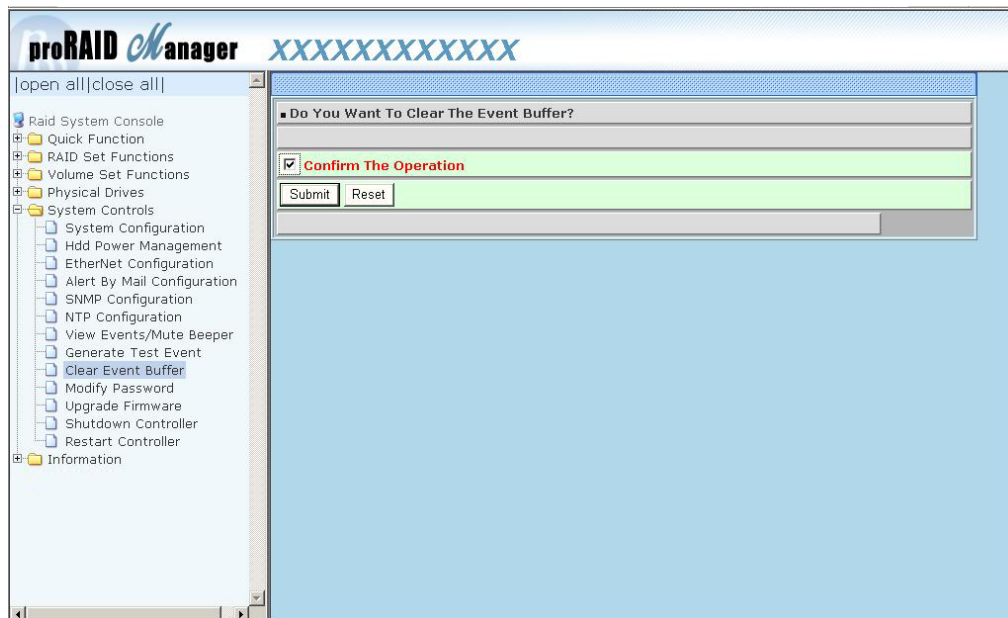 proRAID Manager
XXXXXXXXXXXX
|open all|close all|
Raid System Console
Quick Function
RAID Set Functions
Volume Set Functions
Physical Drives
System Controls
System Configuration
Hdd Power Management
EtherNet Configuration
Alert By Mail Configuration
SNMP Configuration
NTP Configuration
View Events/Mute Beeper
Generate Test Event
Clear Event Buffer
Modify Password
Upgrade Firmware
Shutdown Controller
Restart Controller
Information
Do You Want To Clear The Event Buffer?
Confirm The Operation
Submit Reset